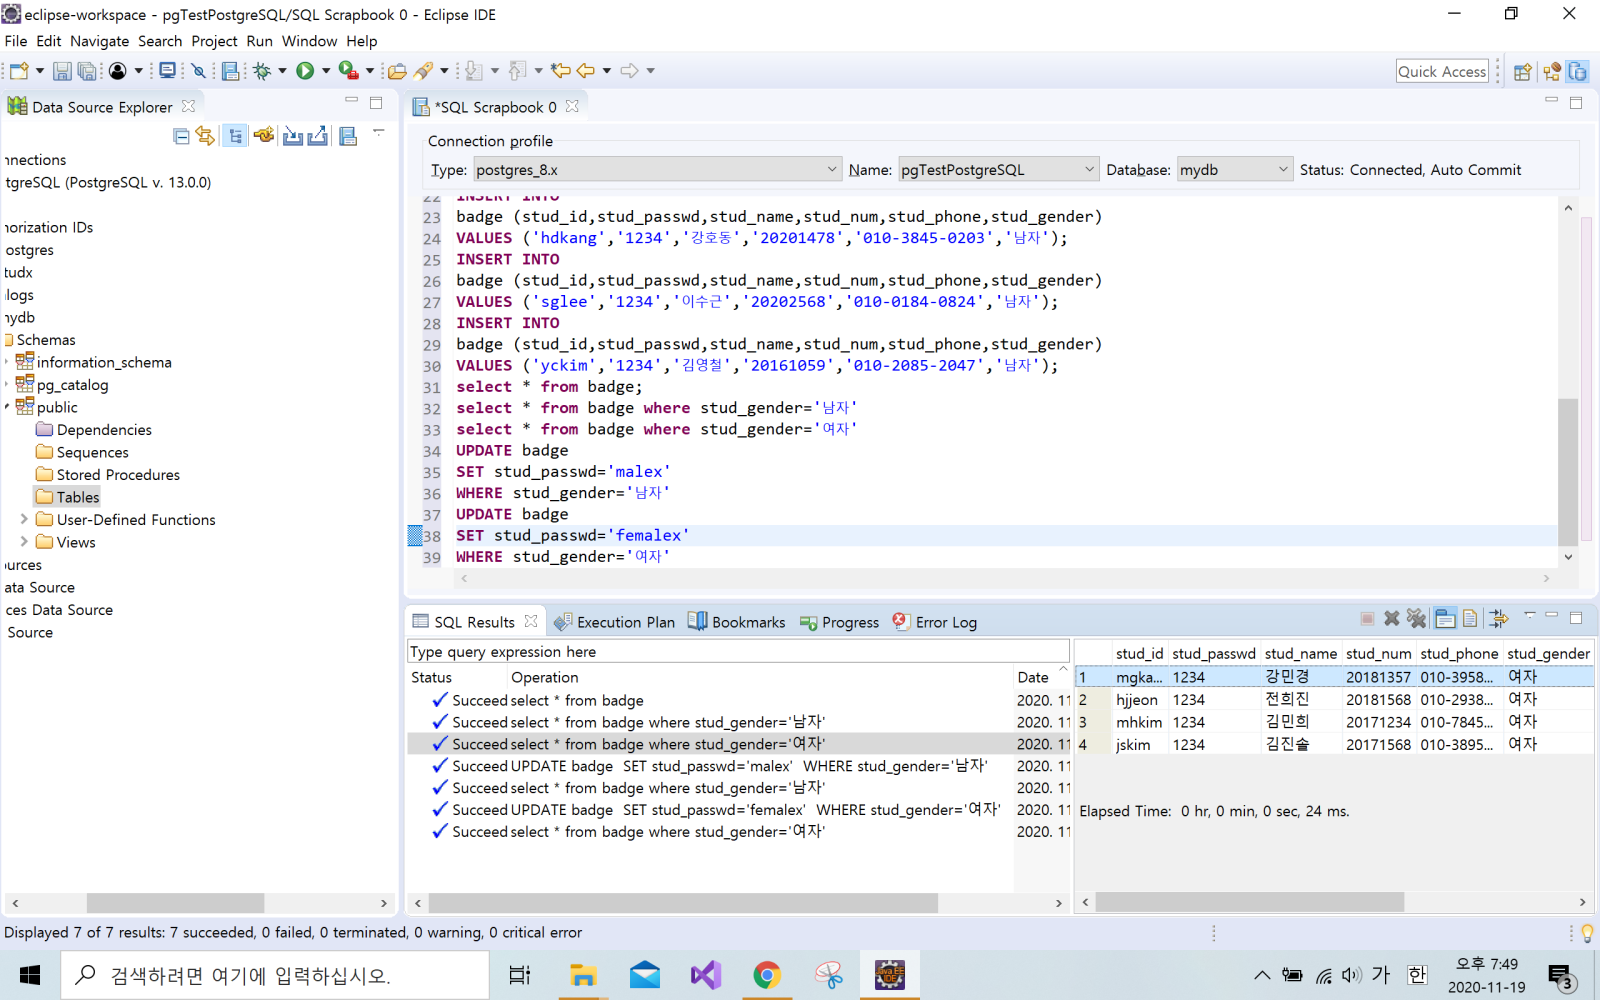 eclipse-workspace - pgTestPostgreSQL/SQL Scrapbook 0 - Eclipse IDE
File Edit Navigate Search Project Run Window Help
Quick Access
Data Source Explorer
nnections
tgreSQL (PostgreSQL v. 13.0.0)
norization IDs
ostgres
tudx
logs
nydb
Schemas
information_schema
pg_catalog
public
Dependencies
Sequences
Stored Procedures
Tables
User-Defined Functions
Views
urces
ata Source
ces Data Source
Source
*SQL Scrapbook 0
Connection profile
Type: postgres_8.x Name: pgTestPostgreSQL Database: mydb Status: Connected, Auto Commit
22 INSERT INTO
23 badge (stud_id,stud_passwd,stud_name,stud_num,stud_phone,stud_gender)
24 VALUES ('hdkang','1234','강호동','20201478','010-3845-0203','남자');
25 INSERT INTO
26 badge (stud_id,stud_passwd,stud_name,stud_num,stud_phone,stud_gender)
27 VALUES ('sglee','1234','이수근','20202568','010-0184-0824','남자');
28 INSERT INTO
29 badge (stud_id,stud_passwd,stud_name,stud_num,stud_phone,stud_gender)
30 VALUES ('yckim','1234','김영철','20161059','010-2085-2047','남자');
31 select * from badge;
32 select * from badge where stud_gender='남자'
33 select * from badge where stud_gender='여자'
34 UPDATE badge
35 SET stud_passwd='malex'
36 WHERE stud_gender='남자'
37 UPDATE badge
38 SET stud_passwd='femalex'
39 WHERE stud_gender='여자'
SQL Results Execution Plan Bookmarks Progress Error Log
Type query expression here
Status Operation Date
Succeed select * from badge 2020. 11
Succeed select * from badge where stud_gender='남자' 2020. 11
Succeed select * from badge where stud_gender='여자' 2020. 11
Succeed UPDATE badge SET stud_passwd='malex' WHERE stud_gender='남자' 2020. 11
Succeed select * from badge where stud_gender='남자' 2020. 11
Succeed UPDATE badge SET stud_passwd='femalex' WHERE stud_gender='여자' 2020. 11
Succeed select * from badge where stud_gender='여자' 2020. 11
stud_id stud_passwd stud_name stud_num stud_phone stud_gender
1 mgka... 1234 강민경 20181357 010-3958... 여자
2 hjjeon 1234 전희진 20181568 010-2938... 여자
3 mhkim 1234 김민희 20171234 010-7845... 여자
4 jskim 1234 김진솔 20171568 010-3895... 여자
Elapsed Time: 0 hr, 0 min, 0 sec, 24 ms.
Displayed 7 of 7 results: 7 succeeded, 0 failed, 0 terminated, 0 warning, 0 critical error
검색하려면 여기에 입력하십시오.
Java EE
IDE
가 한
오후 7:49
2020-11-19
3